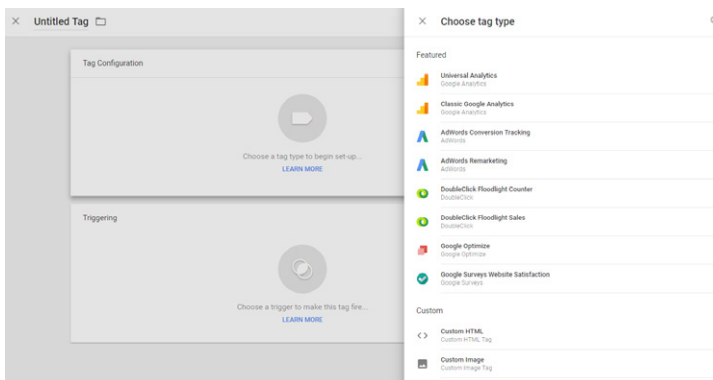 Untitled Tag
Tag Configuration
Choose a tag type to begin set-up...
LEARN MORE
Triggering
Choose a trigger to make this tag fire...
LEARN MORE
Choose tag type
Featured
Universal Analytics
Google Analytics
Classic Google Analytics
Google Analytics
AdWords Conversion Tracking
AdWords
AdWords Remarketing
AdWords
DoubleClick Floodlight Counter
DoubleClick
DoubleClick Floodlight Sales
DoubleClick
Google Optimize
Google Optimize
Google Surveys Website Satisfaction
Google Surveys
Custom
Custom HTML
Custom HTML Tag
Custom Image
Custom Image Tag